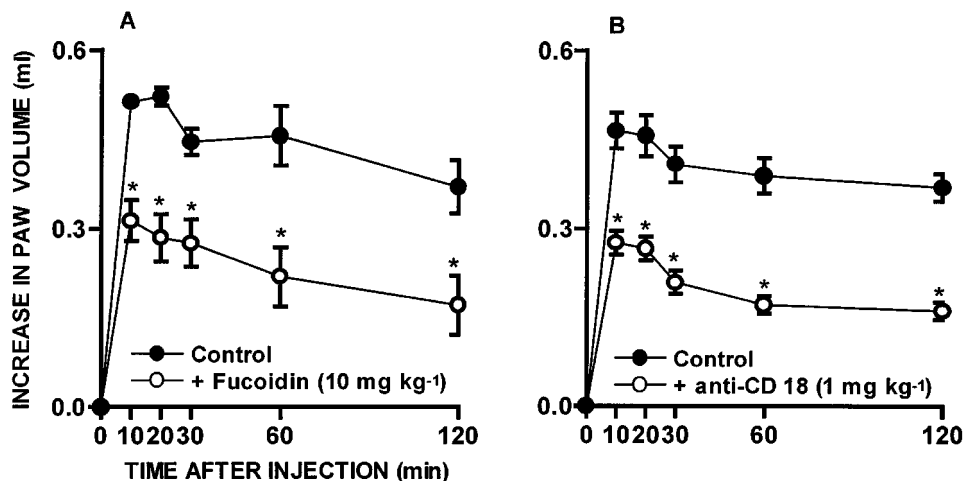 A
B
INCREASE IN PAW VOLUME (ml)
0.6
0.3
0.0
* * * * *
Control
+ Fucoidin (10 mg kg-1)
0 10 20 30 60 120
TIME AFTER INJECTION (min)
0.6
0.3
0.0
* * * * *
Control
+ anti-CD 18 (1 mg kg-1)
0 10 20 30 60 120